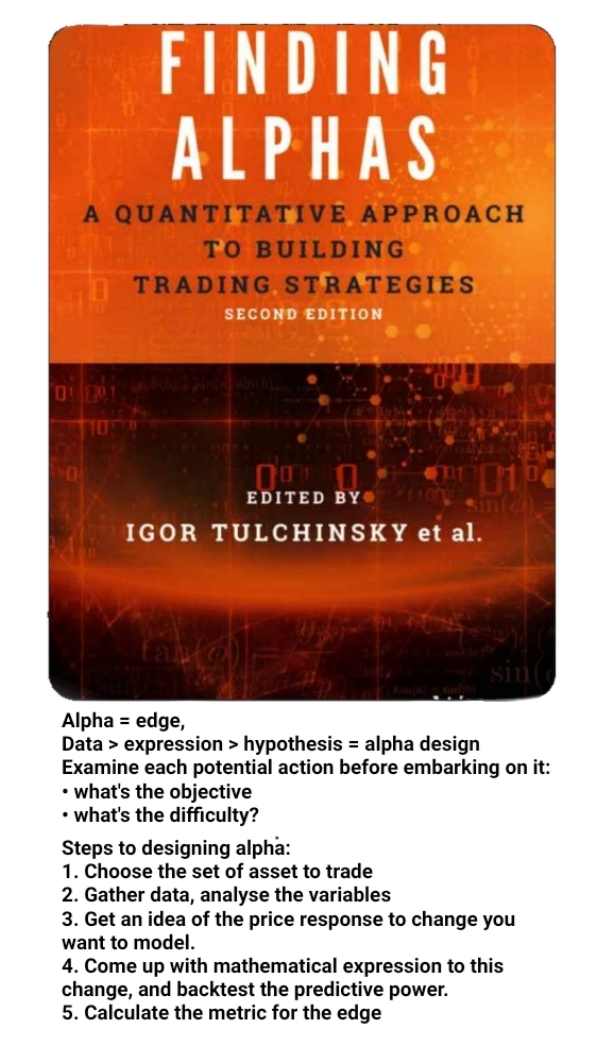 FINDING
ALPHAS
A QUANTITATIVE APPROACH
TO BUILDING
TRADING STRATEGIES
SECOND EDITION
EDITED BY
IGOR TULCHINSKY et al.
Alpha = edge,
Data > expression > hypothesis = alpha design
Examine each potential action before embarking on it:
• what's the objective
• what's the difficulty?
Steps to designing alpha:
1. Choose the set of asset to trade
2. Gather data, analyse the variables
3. Get an idea of the price response to change you
want to model.
4. Come up with mathematical expression to this
change, and backtest the predictive power.
5. Calculate the metric for the edge